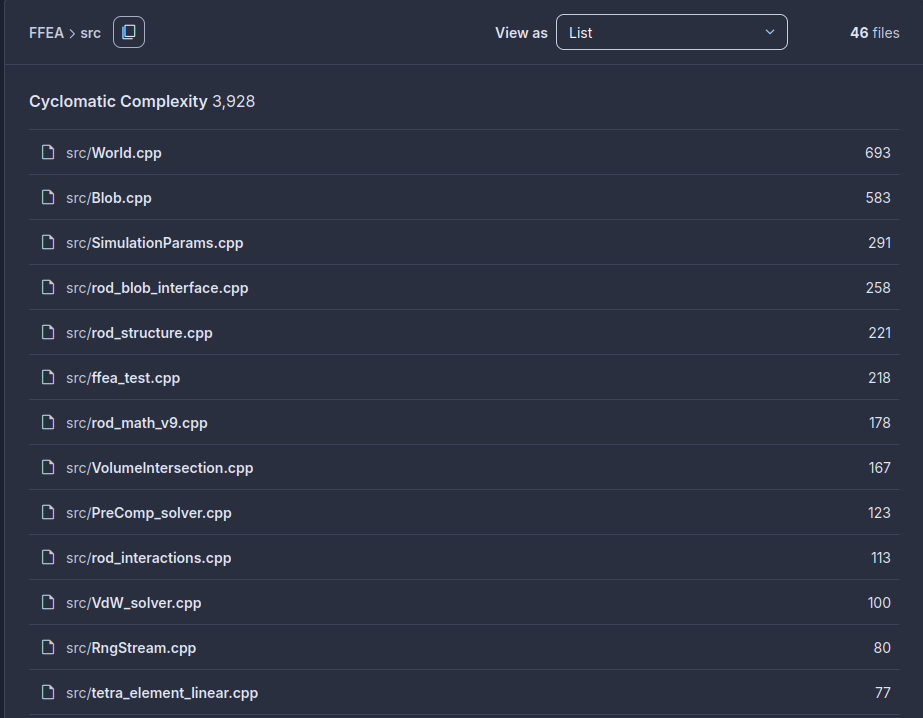 FFEA > src View as List 46 files
Cyclomatic Complexity 3,928
src/World.cpp 693
src/Blob.cpp 583
src/SimulationParams.cpp 291
src/rod_blob_interface.cpp 258
src/rod_structure.cpp 221
src/ffea_test.cpp 218
src/rod_math_v9.cpp 178
src/VolumeIntersection.cpp 167
src/PreComp_solver.cpp 123
src/rod_interactions.cpp 113
src/VdW_solver.cpp 100
src/RngStream.cpp 80
src/tetra_element_linear.cpp 77